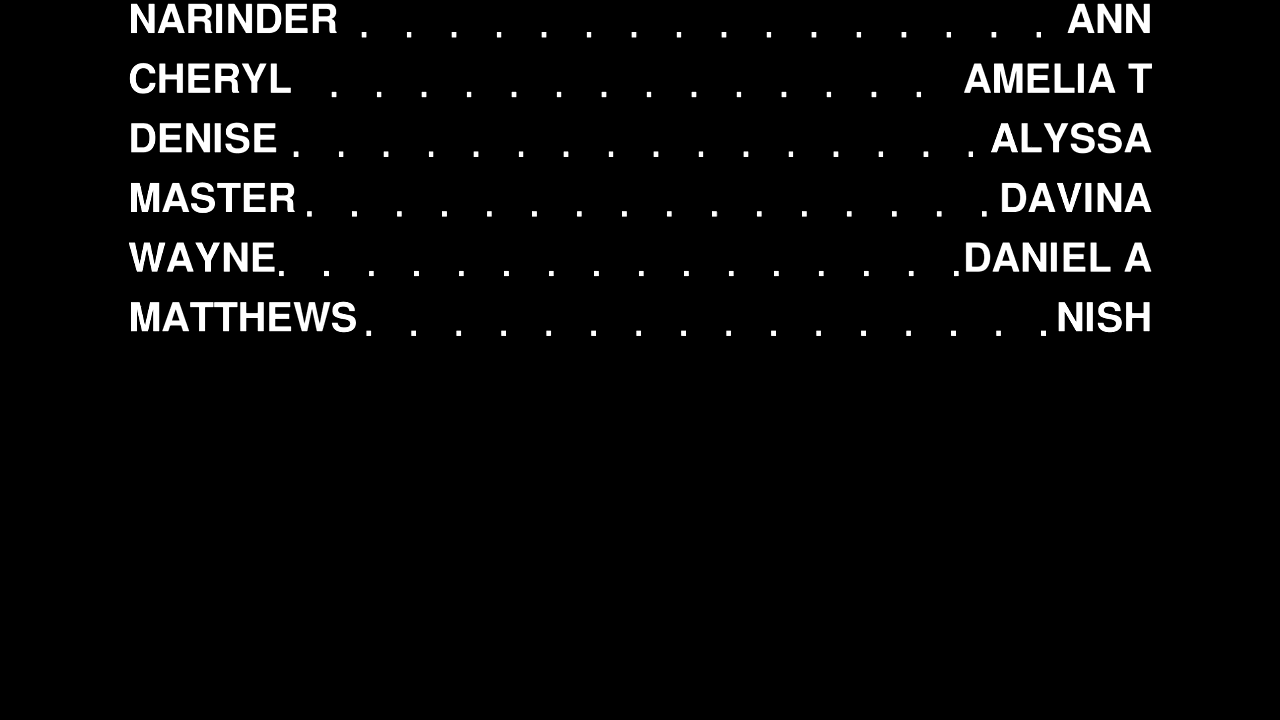 NARINDER . . . . . . . . . . . . . . . . ANN
CHERYL . . . . . . . . . . . . . . AMELIA T
DENISE . . . . . . . . . . . . . . . . ALYSSA
MASTER . . . . . . . . . . . . . . . . DAVINA
WAYNE. . . . . . . . . . . . . . . .DANIEL A
MATTHEWS. . . . . . . . . . . . . . . . NISH